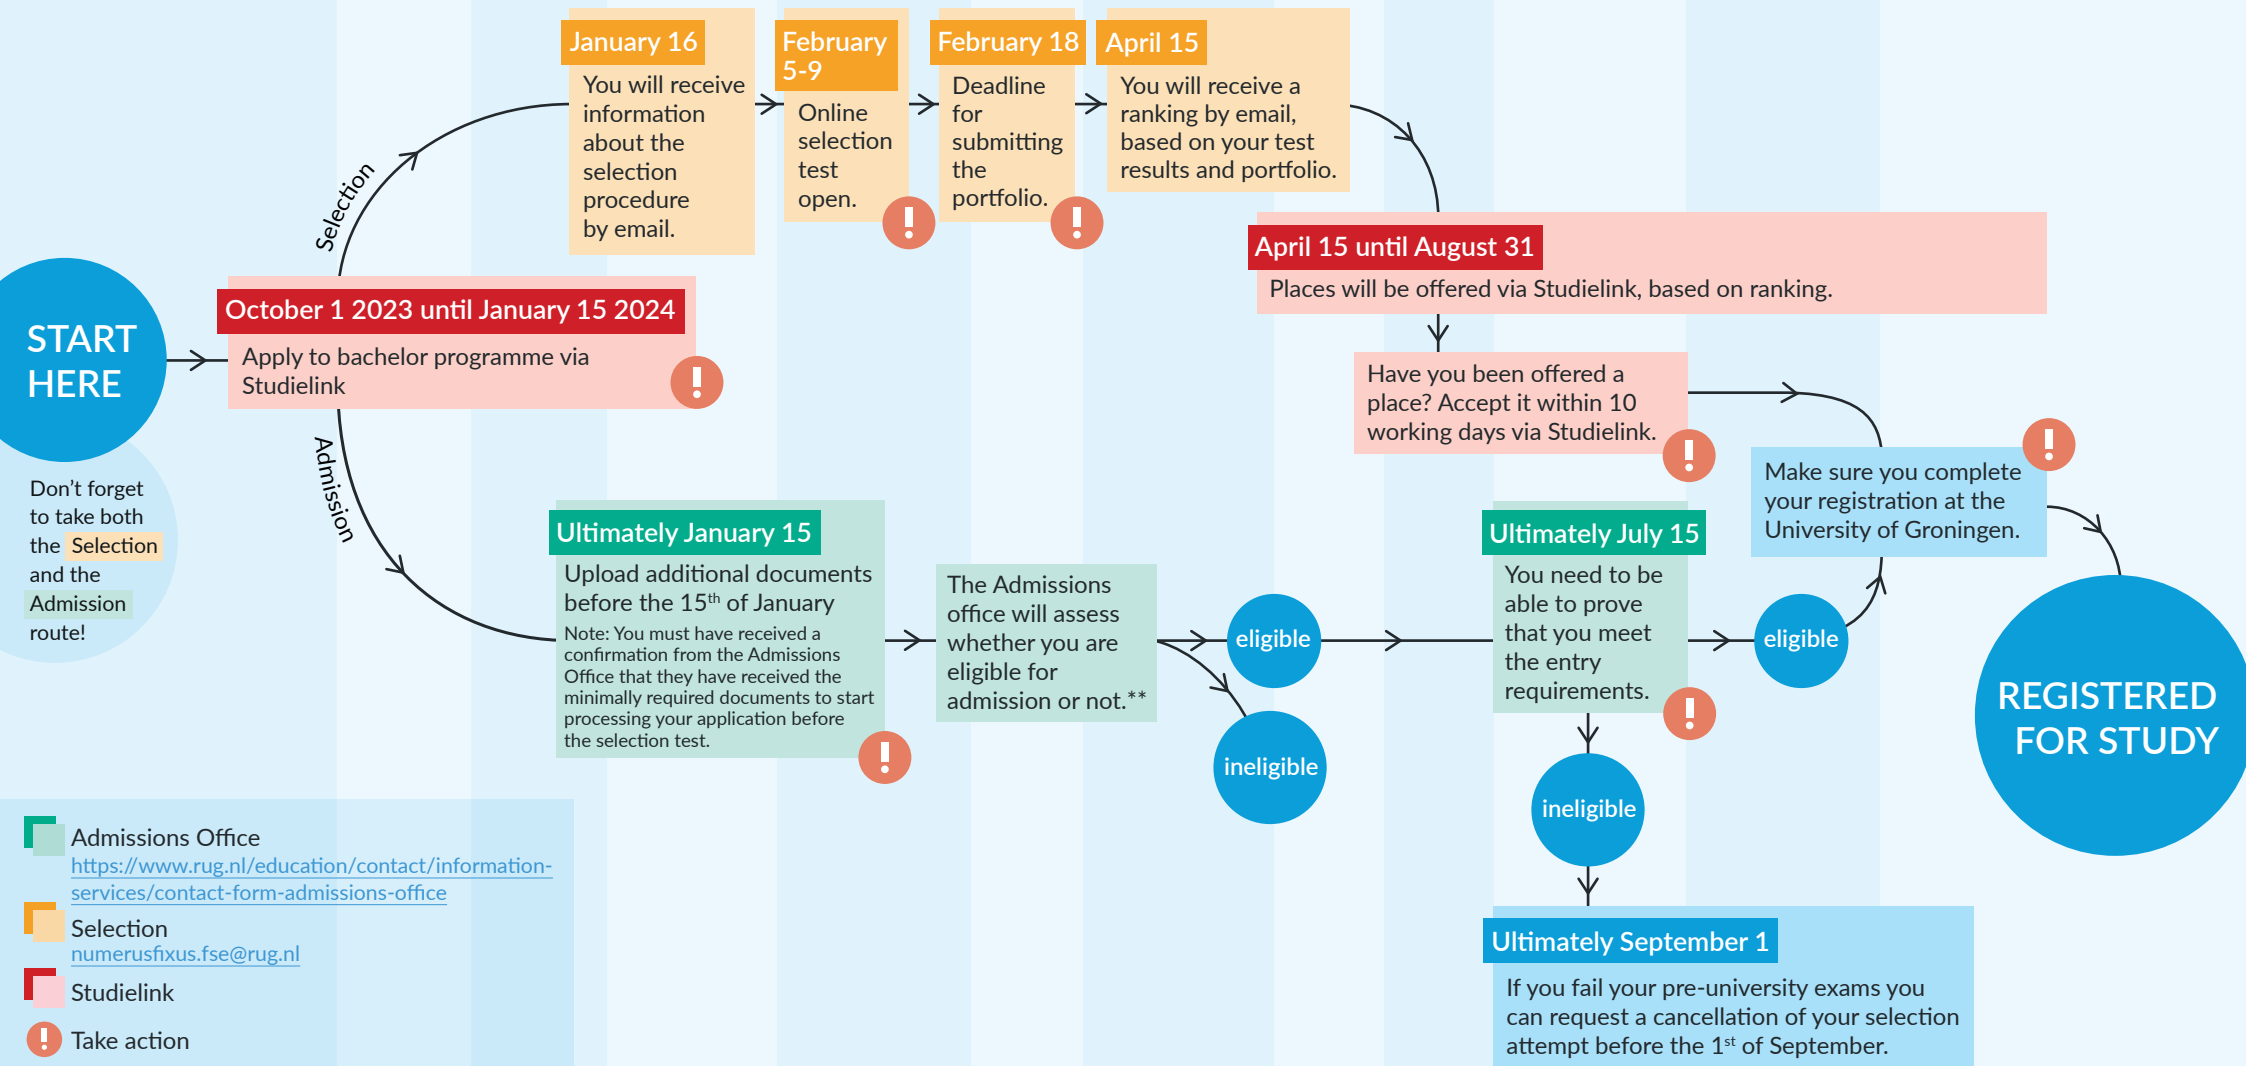 START
HERE
Don't forget
to take both
the Selection
and the
Admission
route!
October 1 2023 until January 15 2024
Apply to bachelor programme via
Studielink
Selection
January 16
You will receive
information
about the
selection
procedure
by email.
February
5-9
Online
selection
test
open.
February 18
Deadline
for
submitting
the
portfolio.
April 15
You will receive a
ranking by email,
based on your test
results and portfolio.
April 15 until August 31
Places will be offered via Studielink, based on ranking.
Have you been offered a
place? Accept it within 10
working days via Studielink.
Admission
Ultimately January 15
Upload additional documents
before the 15th of January
Note: You must have received a
confirmation from the Admissions
Office that they have received the
minimally required documents to start
processing your application before
the selection test.
The Admissions
office will assess
whether you are
eligible for
admission or not.**
eligible
ineligible
Ultimately July 15
You need to be
able to prove
that you meet
the entry
requirements.
eligible
ineligible
Make sure you complete
your registration at the
University of Groningen.
REGISTERED
FOR STUDY
Ultimately September 1
If you fail your pre-university exams you
can request a cancellation of your selection
attempt before the 1st of September.
Admissions Office
https://www.rug.nl/education/contact/information-
services/contact-form-admissions-office
Selection
numerusfixus.fse@rug.nl
Studielink
Take action